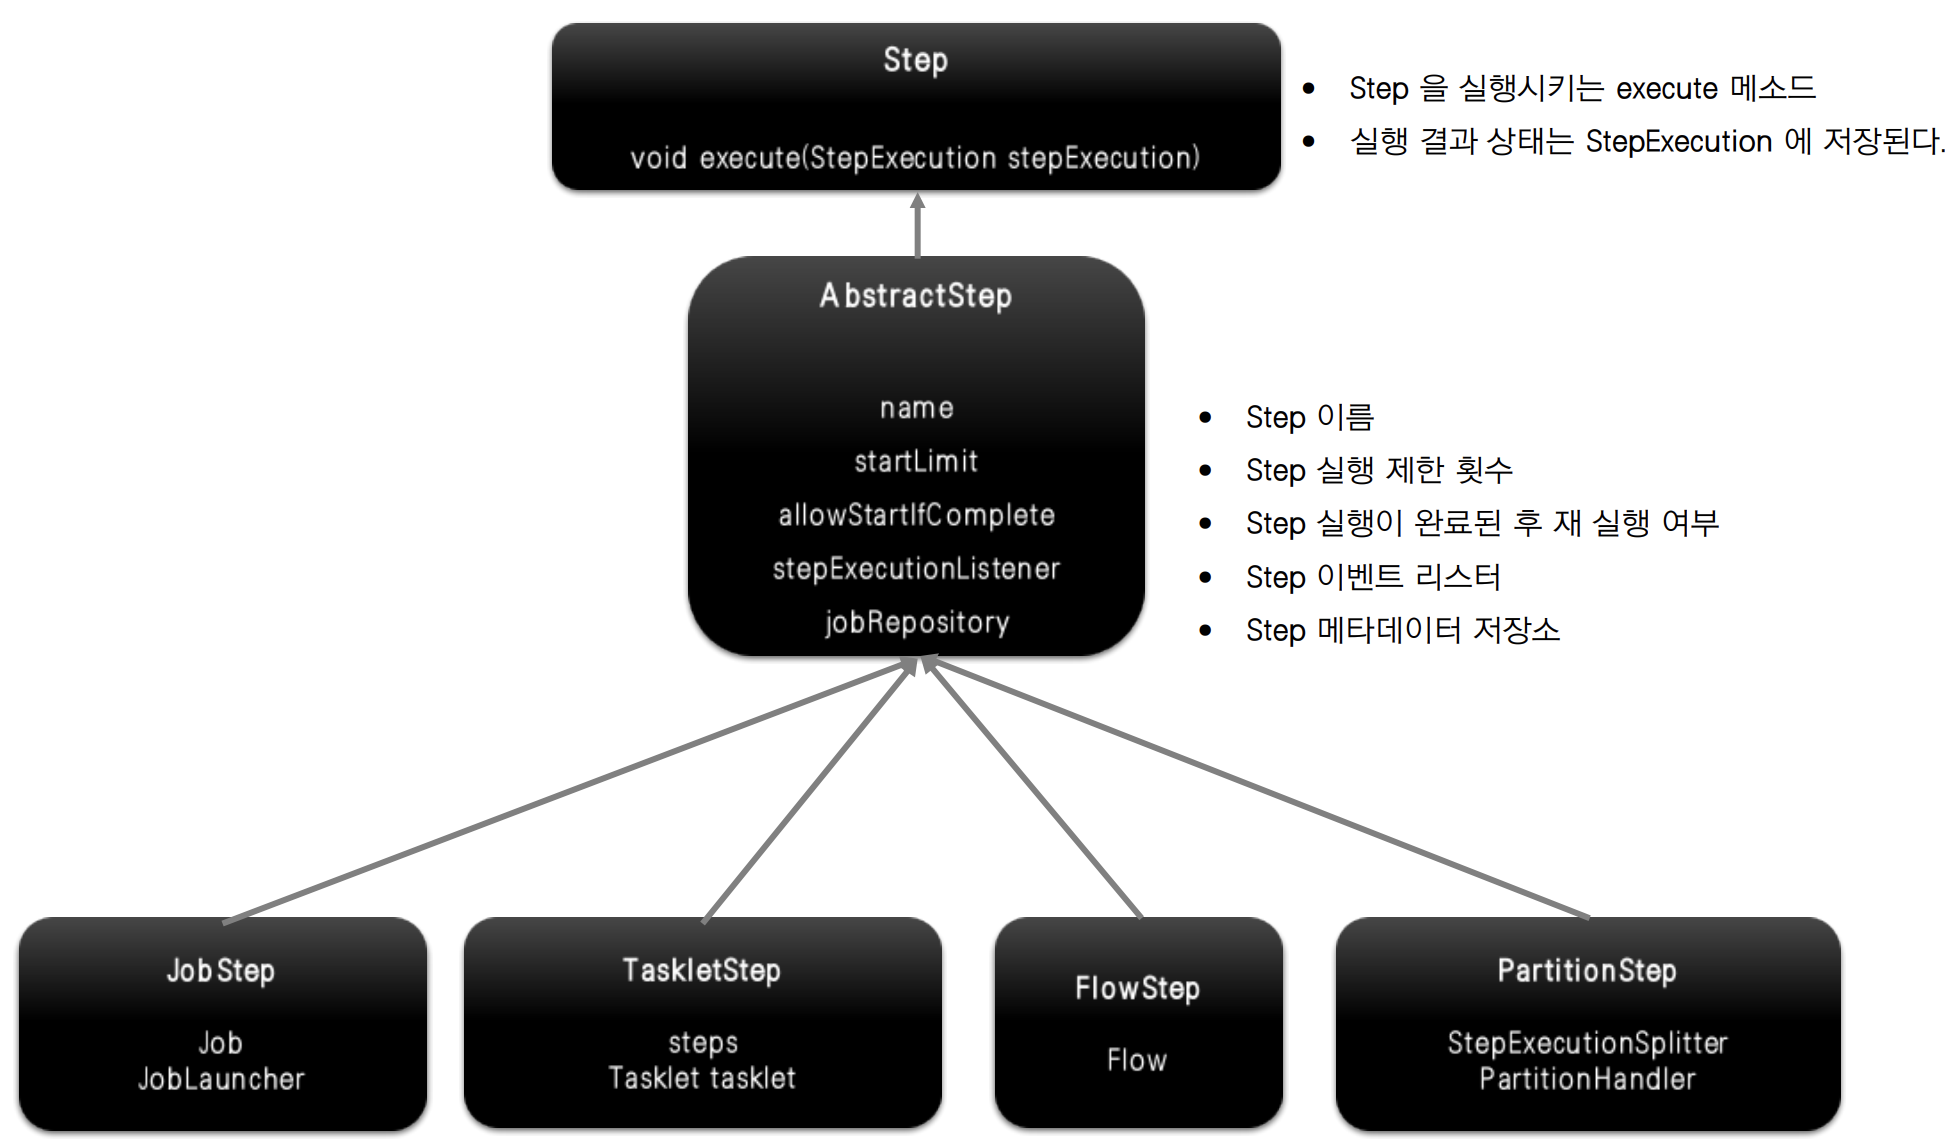 Step
void execute(StepExecution stepExecution)
• Step 을 실행시키는 execute 메소드
• 실행 결과 상태는 StepExecution 에 저장된다.
AbstractStep
name
startLimit
allowStartIfComplete
stepExecutionListener
jobRepository
• Step 이름
• Step 실행 제한 횟수
• Step 실행이 완료된 후 재 실행 여부
• Step 이벤트 리스터
• Step 메타데이터 저장소
JobStep
Job
JobLauncher
TaskletStep
steps
Tasklet tasklet
FlowStep
Flow
PartitionStep
StepExecutionSplitter
PartitionHandler